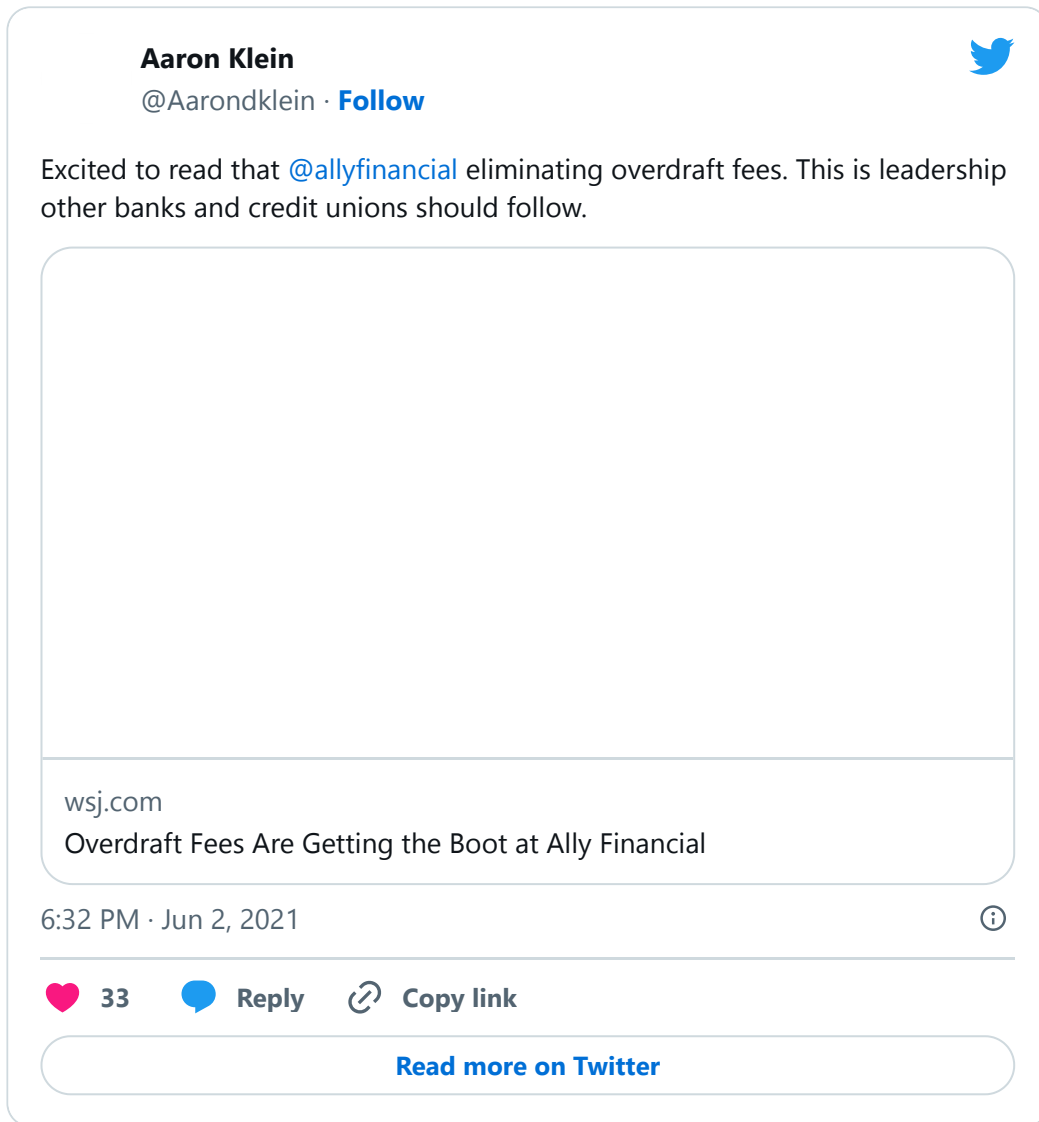 Aaron Klein
@Aarondklein · Follow
Excited to read that @allyfinancial eliminating overdraft fees. This is leadership
other banks and credit unions should follow.
wsj.com
Overdraft Fees Are Getting the Boot at Ally Financial
6:32 PM · Jun 2, 2021
33 Reply Copy link
Read more on Twitter